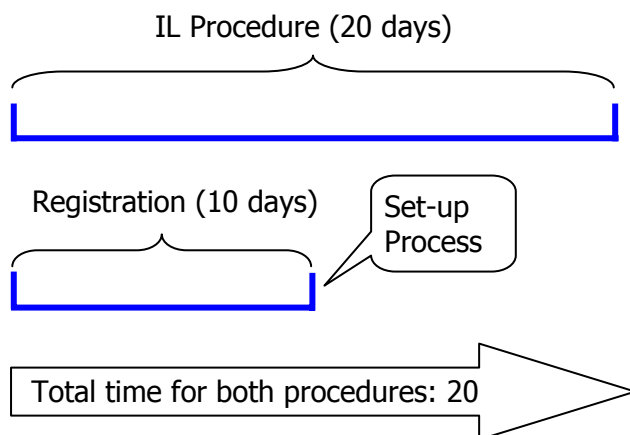 IL Procedure (20 days)
Registration (10 days)
Set-up
Process
Total time for both procedures: 20